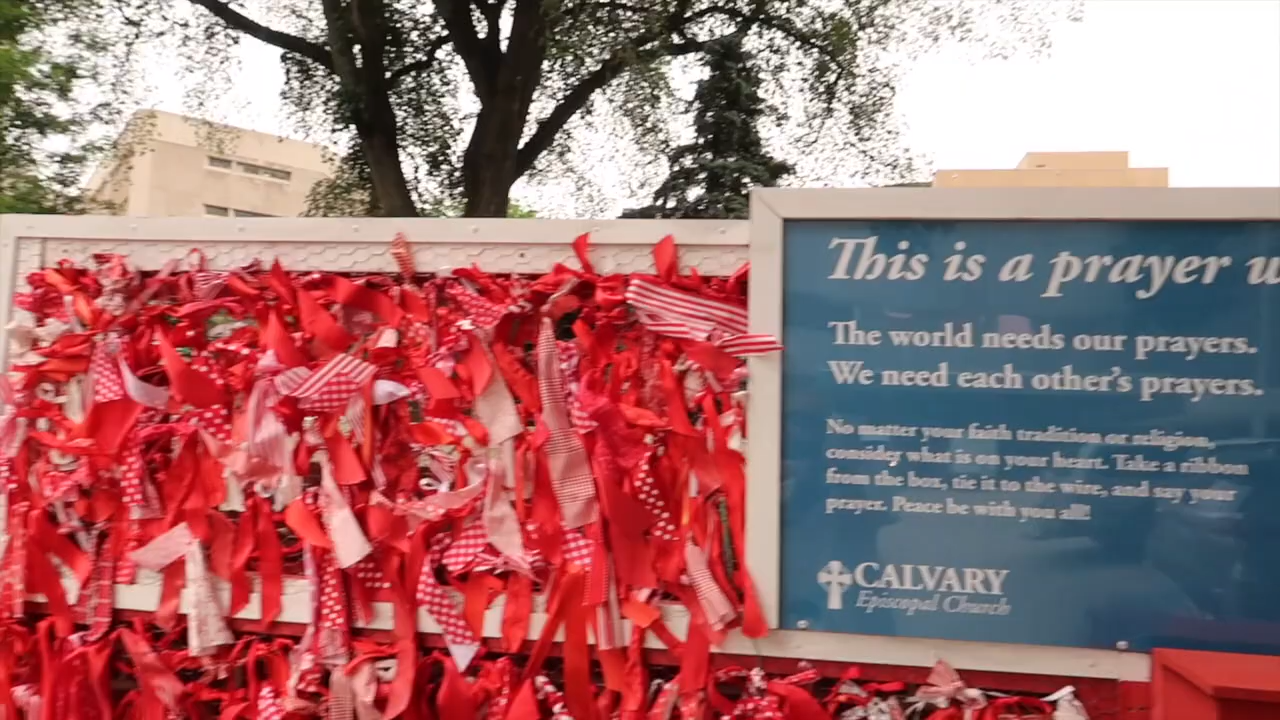 This is a prayer w
The world needs our prayers.
We need each other's prayers.
No matter your faith tradition or religion,
consider what is on your heart. Take a ribbon
from the box, tie it to the wire, and say your
prayer. Peace be with you all!
CALVARY
Episcopal Church